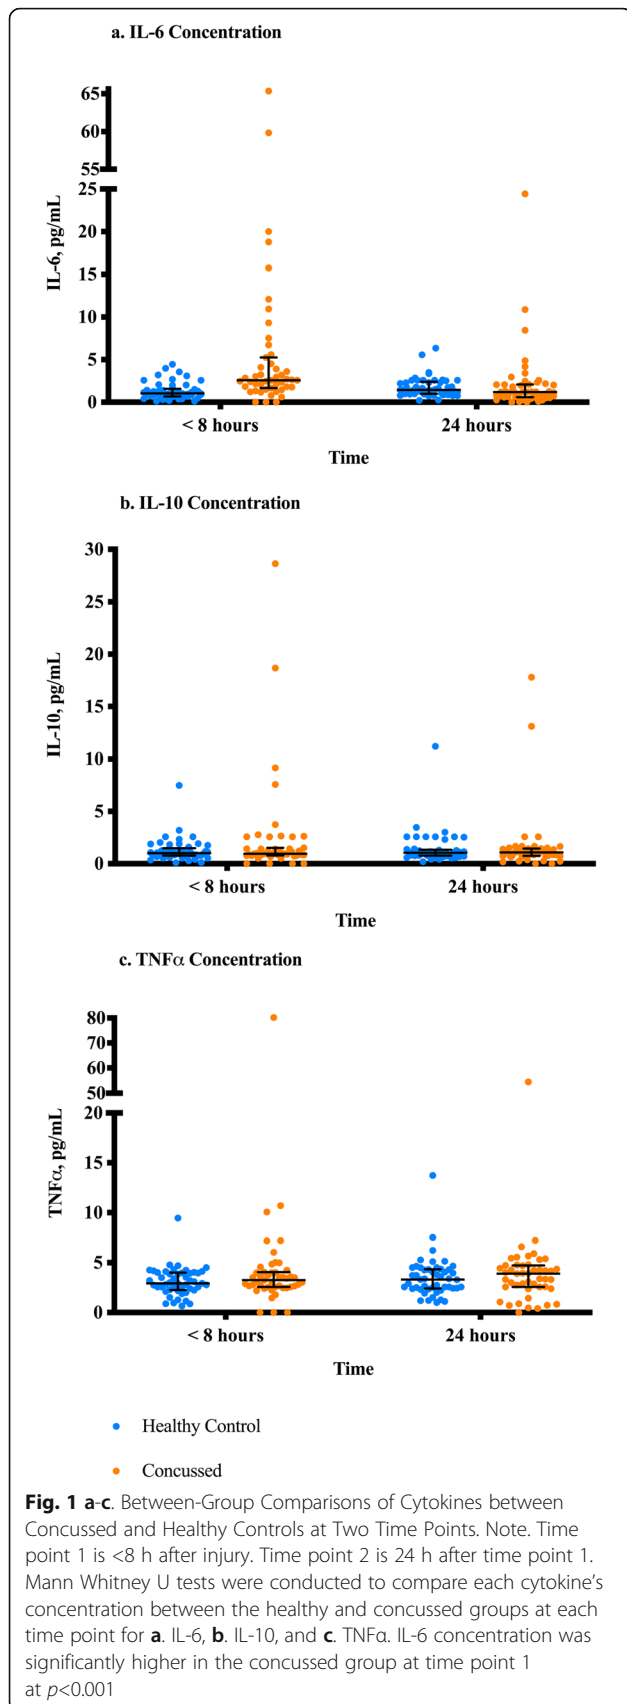 a. IL-6 Concentration
IL-6, pg/mL
65
60
55
25
20
15
10
5
0
< 8 hours
24 hours
Time
b. IL-10 Concentration
IL-10, pg/mL
30
25
20
15
10
5
0
< 8 hours
24 hours
Time
c. TNFα Concentration
TNFα, pg/mL
80
70
60
50
20
15
10
5
0
< 8 hours
24 hours
Time
Healthy Control
Concussed
Fig. 1 a-c. Between-Group Comparisons of Cytokines between
Concussed and Healthy Controls at Two Time Points. Note. Time
point 1 is <8 h after injury. Time point 2 is 24 h after time point 1.
Mann Whitney U tests were conducted to compare each cytokine's
concentration between the healthy and concussed groups at each
time point for a. IL-6, b. IL-10, and c. TNFα. IL-6 concentration was
significantly higher in the concussed group at time point 1
at p<0.001